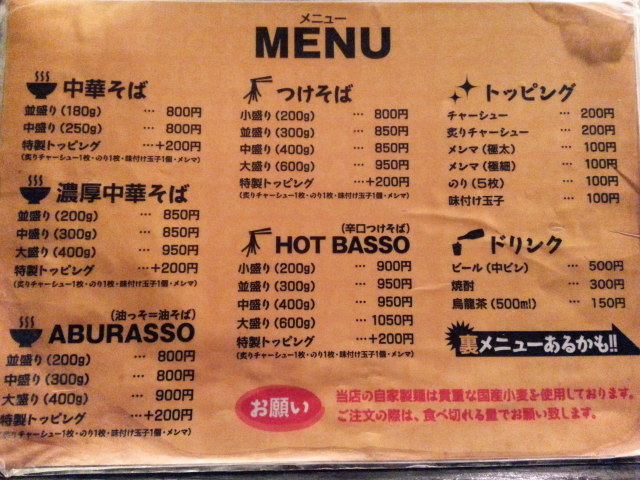 メニュー
MENU
中華そば
並盛り(180g) … 800円
中盛り(250g) … 800円
特製トッピング …+200円
(炙りチャーシュー1枚・のり1枚・味付け玉子1個・メンマ)
濃厚中華そば
並盛り(200g) … 850円
中盛り(300g) … 850円
大盛り(400g) … 950円
特製トッピング …+200円
(炙りチャーシュー1枚・のり1枚・味付け玉子1個・メンマ)
(油っそ=油そば)
ABURASSO
並盛り(200g) … 800円
中盛り(300g) … 800円
大盛り(400g) … 900円
特製トッピング …+200円
(炙りチャーシュー1枚・のり1枚・味付け玉子1個・メンマ)
つけそば
小盛り(200g) … 800円
並盛り(300g) … 850円
中盛り(400g) … 850円
大盛り(600g) … 950円
特製トッピング …+200円
(炙りチャーシュー1枚・のり1枚・味付け玉子1個・メンマ)
(辛口つけそば)
HOT BASSO
小盛り(200g) … 900円
並盛り(300g) … 950円
中盛り(400g) … 950円
大盛り(600g) … 1050円
特製トッピング …+200円
(炙りチャーシュー1枚・のり1枚・味付け玉子1個・メンマ)
トッピング
チャーシュー … 200円
炙りチャーシュー … 200円
メンマ(極太) … 100円
メンマ(極細) … 100円
のり(5枚) … 100円
味付け玉子 … 100円
ドリンク
ビール(中ビン) … 500円
焼酎 … 300円
烏龍茶(500ml) … 150円
裏メニューあるかも!!
お願い
当店の自家製麺は貴重な国産小麦を使用しております。
ご注文の際は、食べ切れる量でお願い致します。